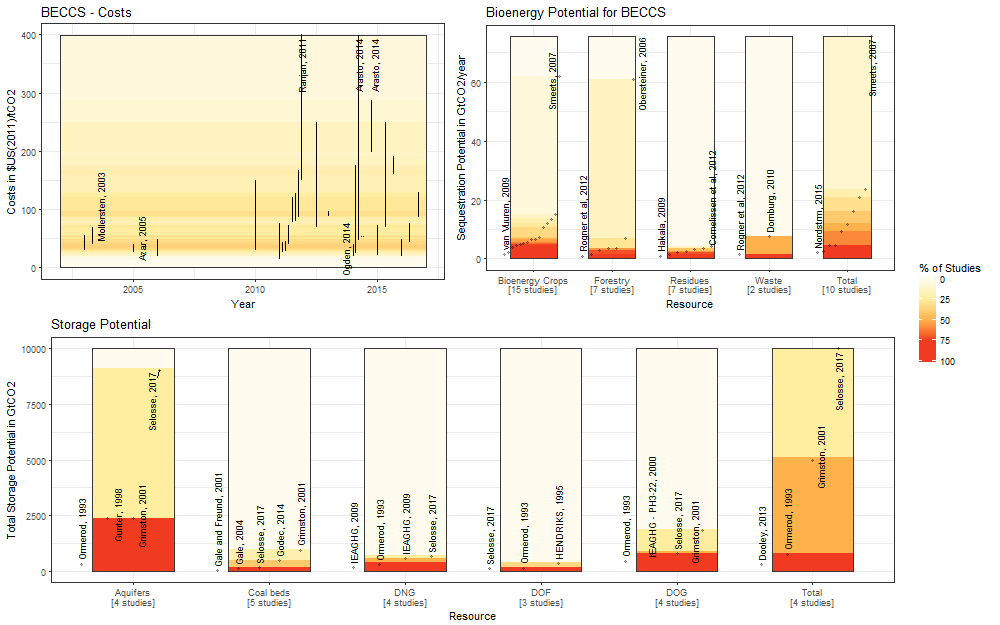 BECCS - Costs
Costs in $US(2011)/tCO2
400
300
200
100
0
Mollersten, 2003
Azar, 2005
Ranjan, 2011
Ogden, 2014
Arasto, 2014
Arasto, 2014
2005
2010
2015
Year
Bioenergy Potential for BECCS
Sequestration Potential in GtCO2/year
60
40
20
0
van Vuuren, 2009
Smeets, 2007
Rogner et al, 2012
Obersteiner, 2006
Hakala, 2009
Cornelissen et al, 2012
Rogner et al, 2012
Dornburg, 2010
Nordstrm, 2015
Smeets, 2007
Bioenergy Crops
[15 studies]
Forestry
[7 studies]
Residues
[7 studies]
Waste
[2 studies]
Total
[10 studies]
Resource
% of Studies
0
25
50
75
100
Storage Potential
Total Storage Potential in GtCO2
10000
7500
5000
2500
0
Ormerod, 1993
Gunter, 1998
Grimston, 2001
Selosse, 2017
Gale and Freund, 2001
Gale, 2004
Selosse, 2017
Godec, 2014
Grimston, 2001
IEAGHG, 2009
Ormerod, 1993
IEAGHG, 2009
Selosse, 2017
Selosse, 2017
Ormerod, 1993
HENDRIKS, 1995
Ormerod, 1993
IEAGHG - PH3-22, 2000
Selosse, 2017
Grimston, 2001
Dooley, 2013
Ormerod, 1993
Grimston, 2001
Selosse, 2017
Aquifers
[4 studies]
Coal beds
[5 studies]
DNG
[4 studies]
DOF
[3 studies]
DOG
[4 studies]
Total
[4 studies]
Resource